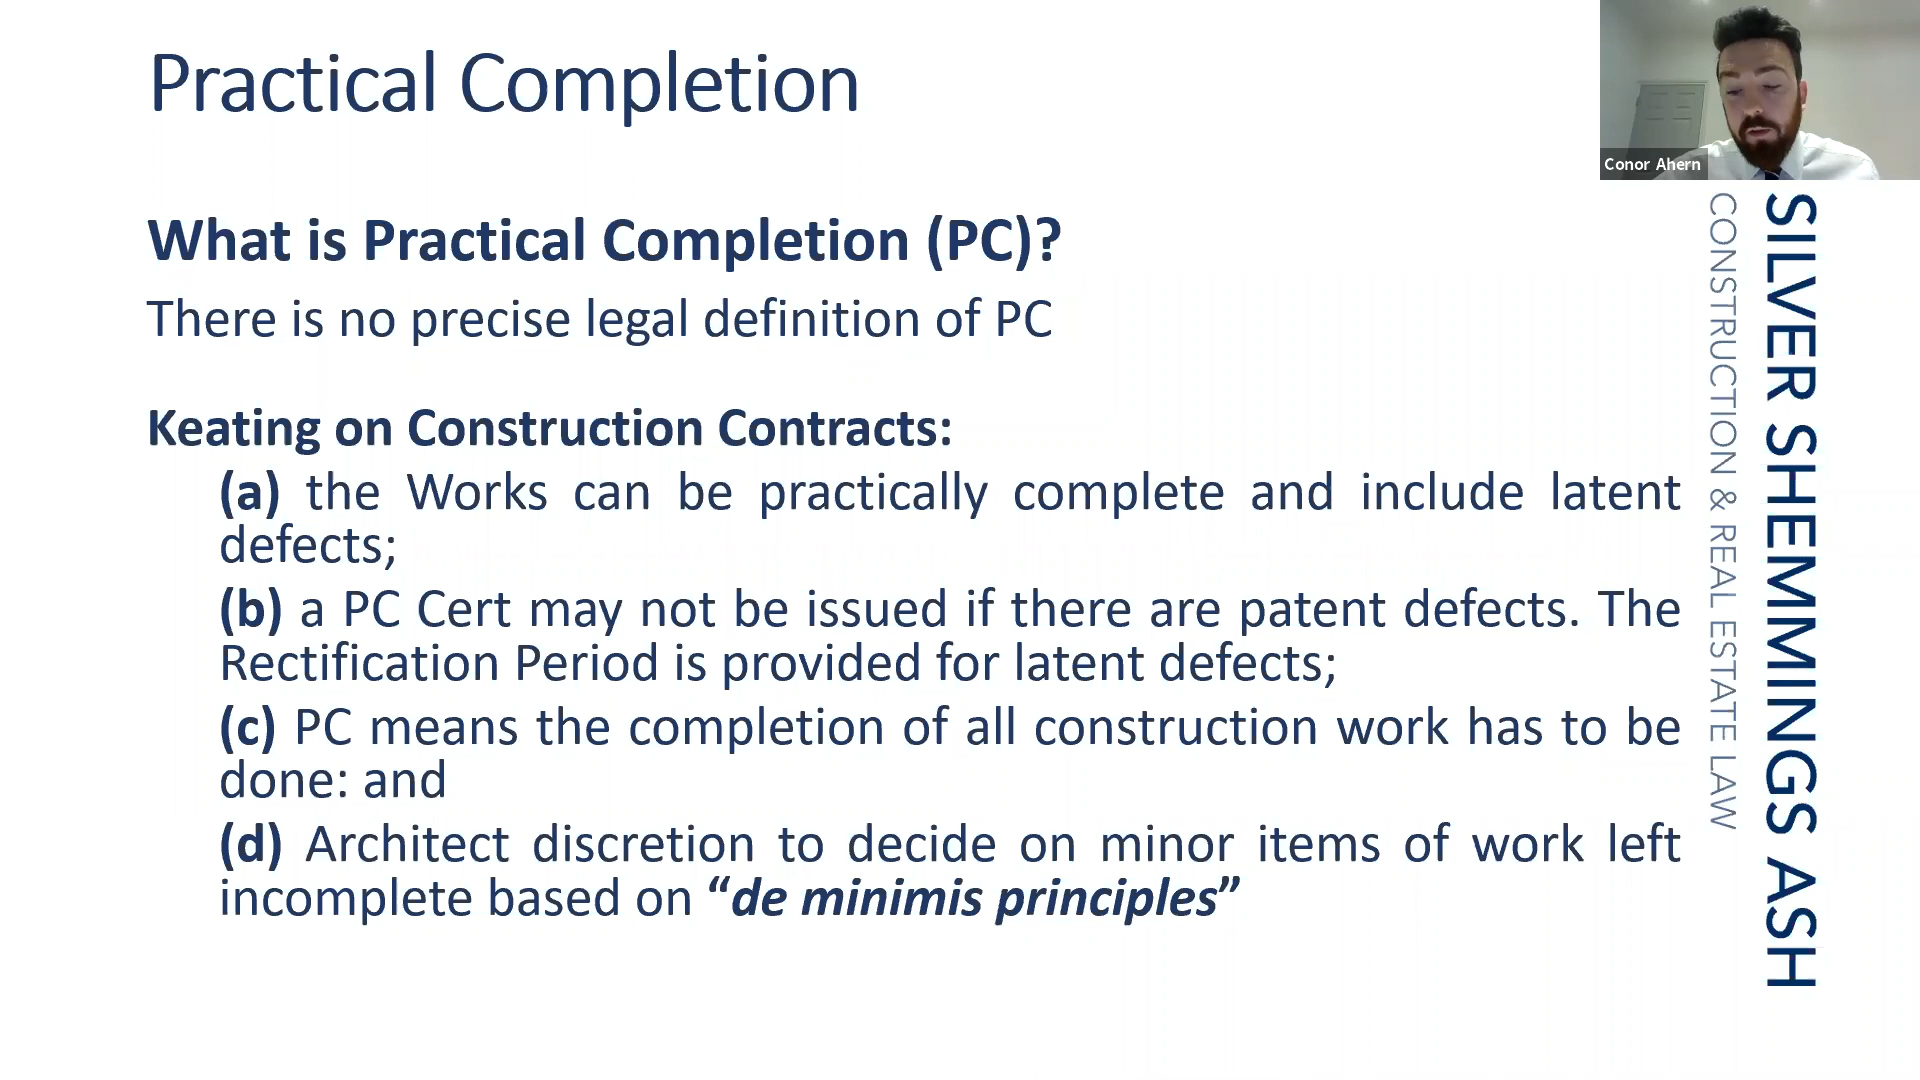 Practical Completion
Conor Ahern
What is Practical Completion (PC)?
There is no precise legal definition of PC
Keating on Construction Contracts:
(a) the Works can be practically complete and include latent
defects;
(b) a PC Cert may not be issued if there are patent defects. The
Rectification Period is provided for latent defects;
(c) PC means the completion of all construction work has to be
done: and
(d) Architect discretion to decide on minor items of work left
incomplete based on “de minimis principles”
SILVER SHEMMINGS ASH
CONSTRUCTION & REAL ESTATE LAW